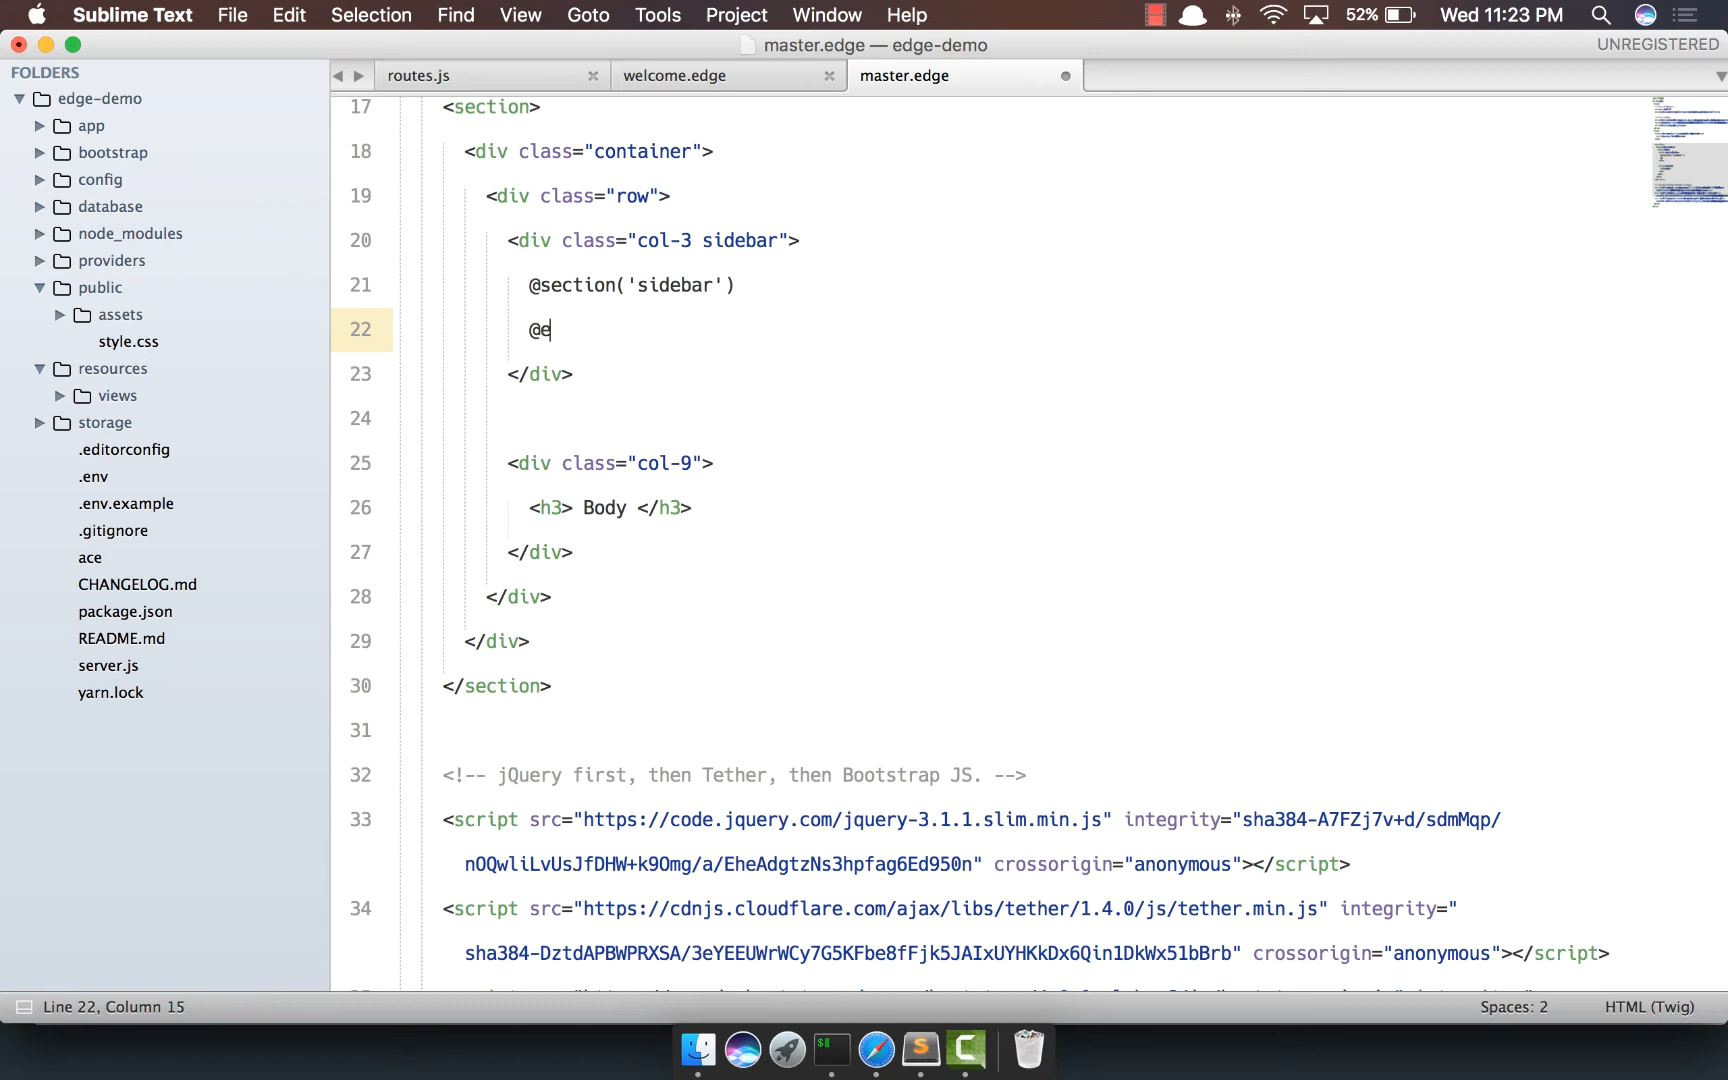 Sublime Text File Edit Selection Find View Goto Tools Project Window Help 52% Wed 11:23 PM
master.edge — edge-demo UNREGISTERED
FOLDERS
edge-demo
app
bootstrap
config
database
node_modules
providers
public
assets
style.css
resources
views
storage
.editorconfig
.env
.env.example
.gitignore
ace
CHANGELOG.md
package.json
README.md
server.js
yarn.lock
routes.js welcome.edge master.edge
17 <section>
18 <div class="container">
19 <div class="row">
20 <div class="col-3 sidebar">
21 @section('sidebar')
22 @e
23 </div>
24
25 <div class="col-9">
26 <h3> Body </h3>
27 </div>
28 </div>
29 </div>
30 </section>
31
32 <!-- jQuery first, then Tether, then Bootstrap JS. -->
33 <script src="https://code.jquery.com/jquery-3.1.1.slim.min.js" integrity="sha384-A7FZj7v+d/sdmMqp/
nOQwliLvUsJfDHW+k9Omg/a/EheAdgtzNs3hpfag6Ed950n" crossorigin="anonymous"></script>
34 <script src="https://cdnjs.cloudflare.com/ajax/libs/tether/1.4.0/js/tether.min.js" integrity="
sha384-DztdAPBWPRXSA/3eYEEUWrWCy7G5KFbe8fFjk5JAIxUYHKkDx6Qin1DkWx51bBrb" crossorigin="anonymous"></script>
Line 22, Column 15 Spaces: 2 HTML (Twig)